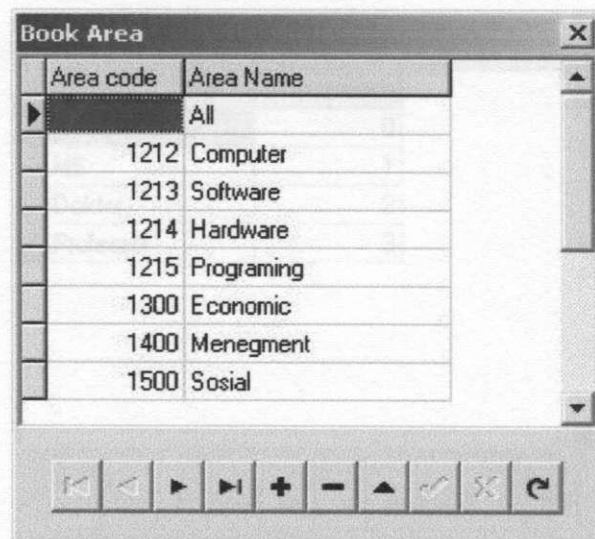 Book Area
Area code Area Name
All
1212 Computer
1213 Software
1214 Hardware
1215 Programing
1300 Economic
1400 Menegment
1500 Sosial